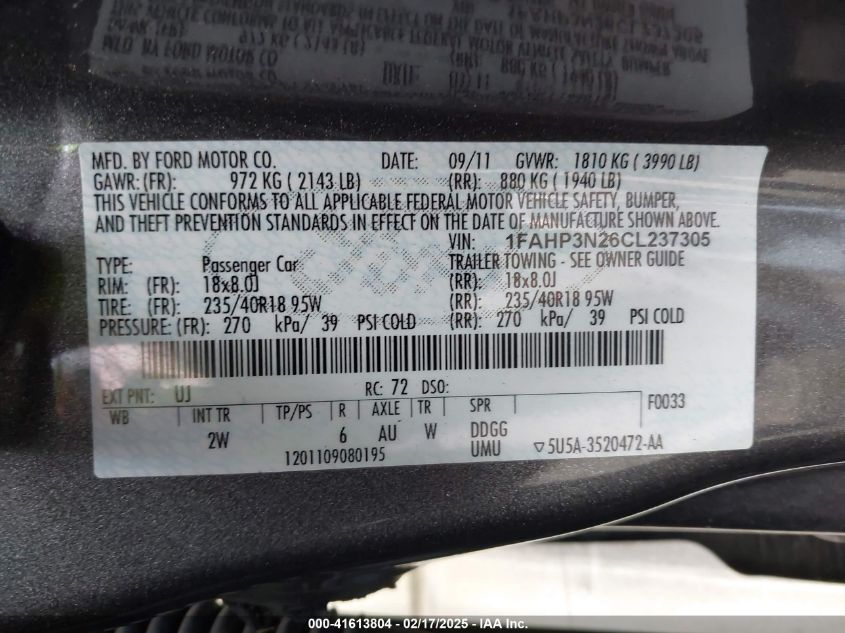 MFD. BY FORD MOTOR CO. DATE: 09/11 GVWR: 1810 KG ( 3990 LB)
GAWR: (FR): 972 KG ( 2143 LB) (RR): 880 KG ( 1940 LB)
THIS VEHICLE CONFORMS TO ALL APPLICABLE FEDERAL MOTOR VEHICLE SAFETY, BUMPER,
AND THEFT PREVENTION STANDARDS IN EFFECT ON THE DATE OF MANUFACTURE SHOWN ABOVE.
VIN: 1FAHP3N26CL237305
TYPE: Passenger Car TRAILER TOWING - SEE OWNER GUIDE
RIM: (FR): 18x8.0J (RR): 18x8.0J
TIRE: (FR): 235/40R18 95W (RR): 235/40R18 95W
PRESSURE: (FR): 270 kPa/ 39 PSI COLD (RR): 270 kPa/ 39 PSI COLD
EXT PNT: UJ RC: 72 DSO:
WB INT TR TP/PS R AXLE TR SPR F0033
2W 6 AU W DDGG
1201109080195 UMU ▽5U5A-3520472-AA
000-41613804 - 02/17/2025 - IAA Inc.